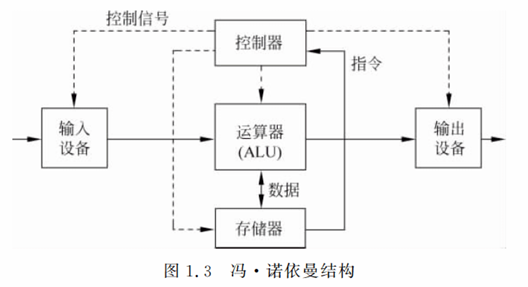 控制信号
控制器
指令
输入
设备
运算器
(ALU)
输出
设备
数据
存储器
图 1.3 冯·诺依曼结构